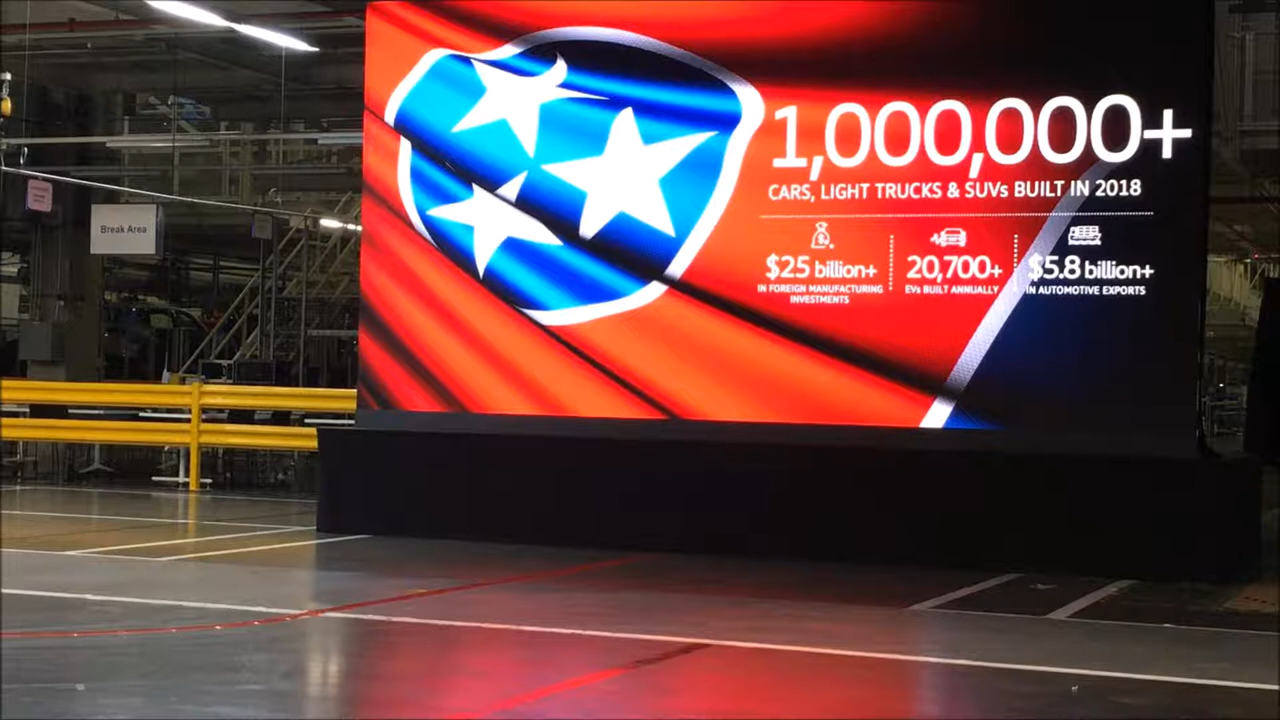 Break Area
1,000,000+
CARS, LIGHT TRUCKS & SUVs BUILT IN 2018
$25 billion+
IN FOREIGN MANUFACTURING
INVESTMENTS
20,700+
EVs BUILT ANNUALLY
$5.8 billion+
IN AUTOMOTIVE EXPORTS